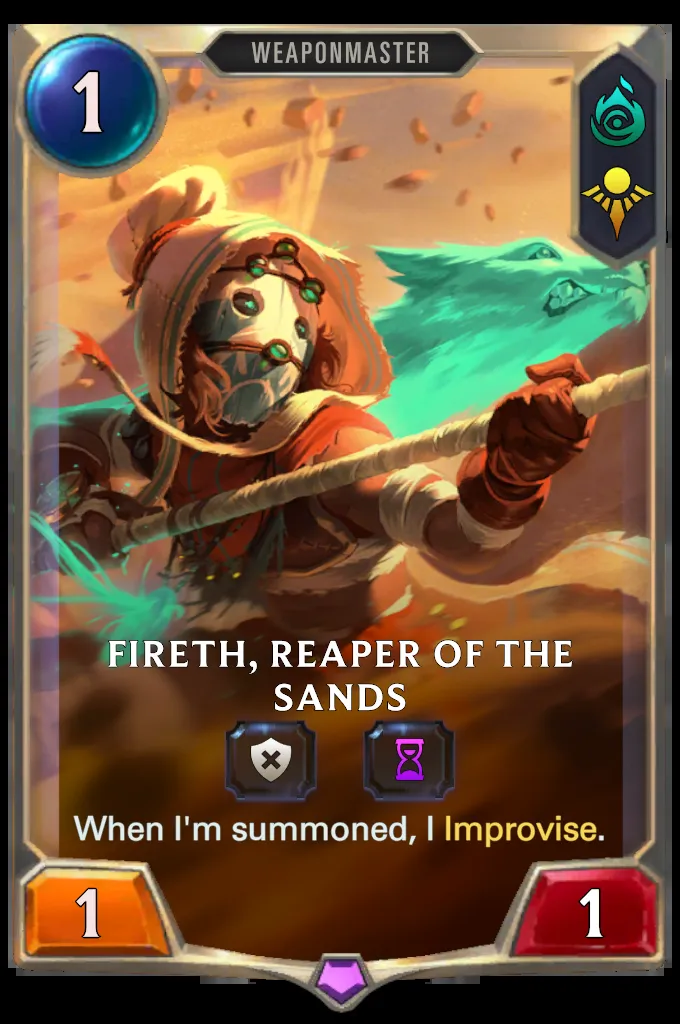 WEAPONMASTER
1
FIRETH, REAPER OF THE
SANDS
When I'm summoned, I Improvise.
1
1